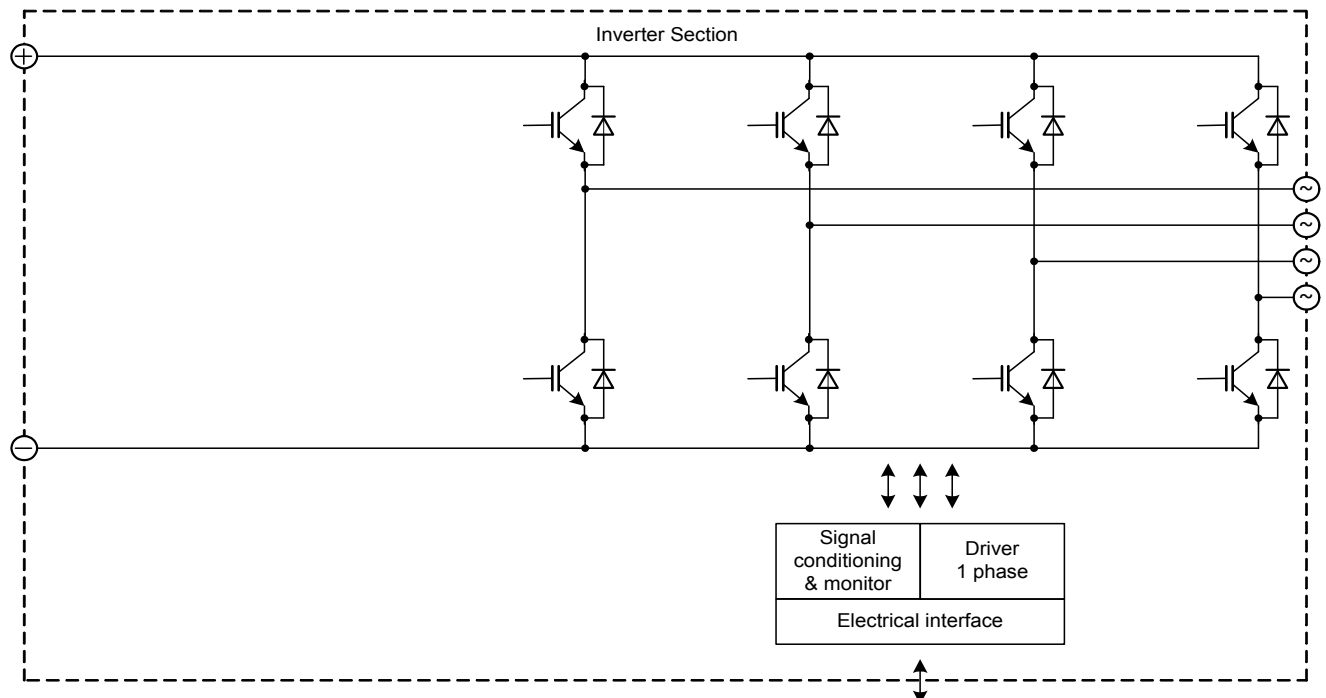 Inverter Section
+
~
~
~
~
−
Signal
conditioning
& monitor
Driver
1 phase
Electrical interface